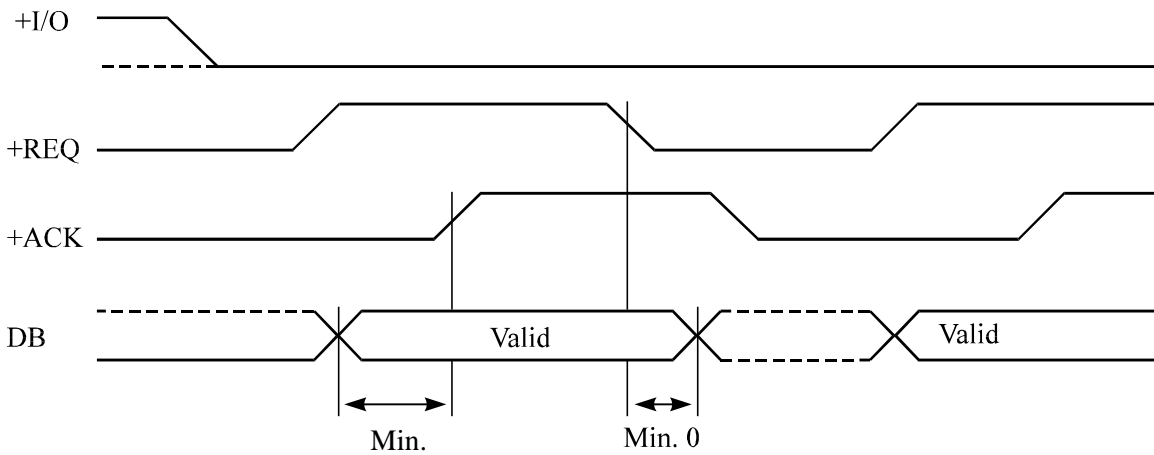 +I/O
+REQ
+ACK
DB
Valid
Valid
Min.
Min. 0